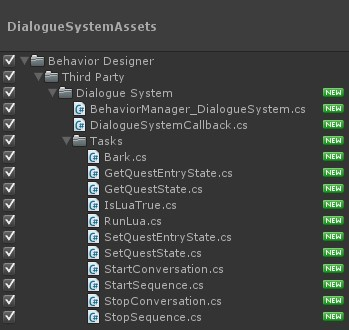 DialogueSystemAssets
Behavior Designer
Third Party
Dialogue System NEW
BehaviorManager_DialogueSystem.cs NEW
DialogueSystemCallback.cs NEW
Tasks NEW
Bark.cs NEW
GetQuestEntryState.cs NEW
GetQuestState.cs NEW
IsLuaTrue.cs NEW
RunLua.cs NEW
SetQuestEntryState.cs NEW
SetQuestState.cs NEW
StartConversation.cs NEW
StartSequence.cs NEW
StopConversation.cs NEW
StopSequence.cs NEW